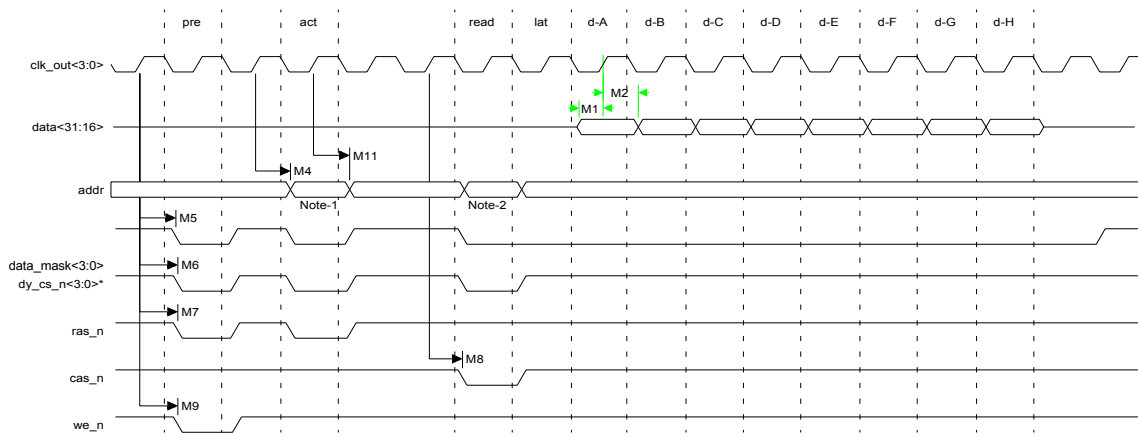 pre act read lat d-A d-B d-C d-D d-E d-F d-G d-H
clk_out<3:0>
M2
M1
data<31:16>
M11
M4
addr
Note-1 Note-2
M5
data_mask<3:0>
M6
dy_cs_n<3:0>*
M7
ras_n
M8
cas_n
M9
we_n